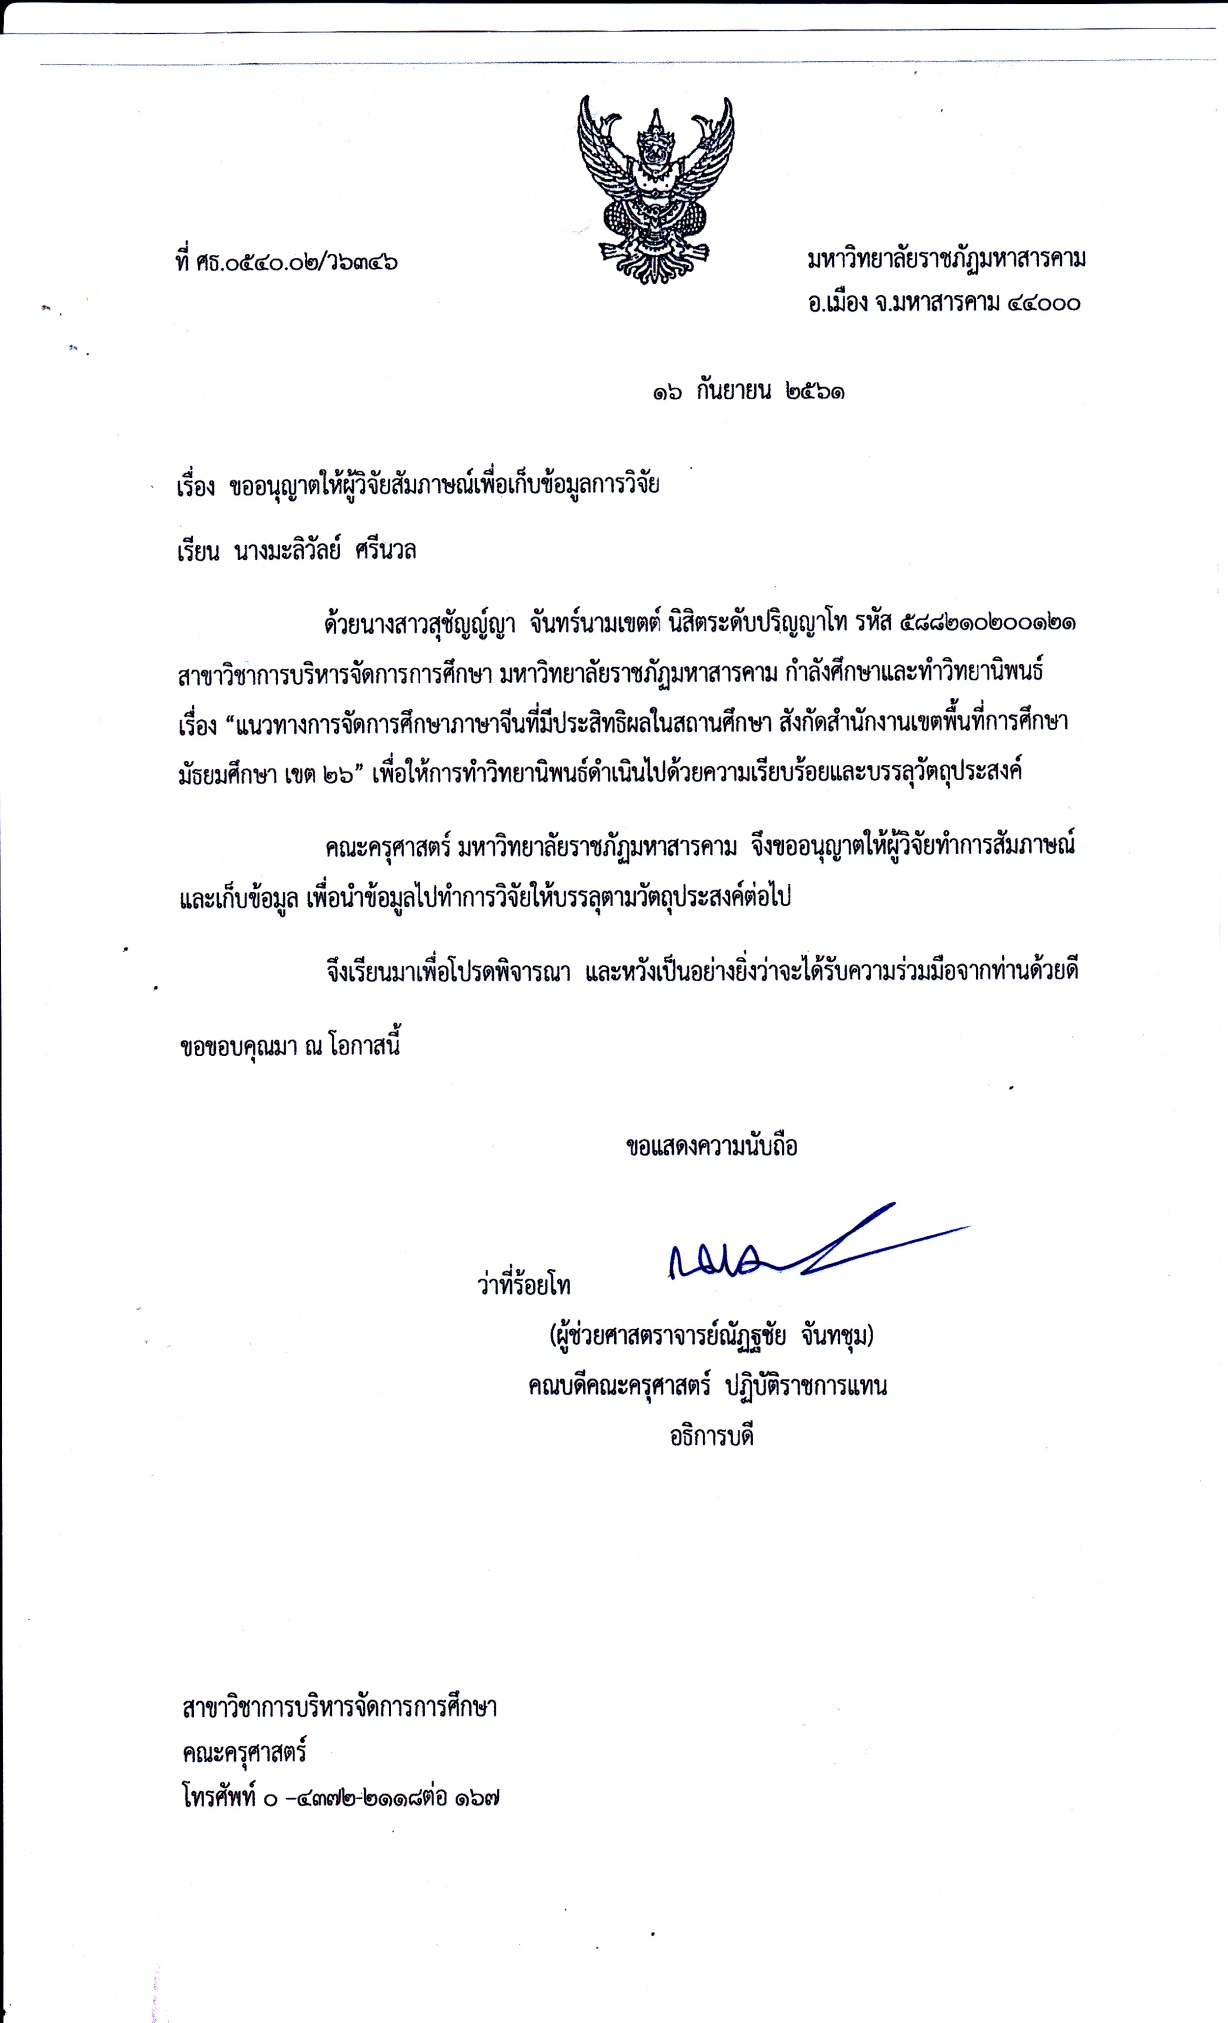 ที่ ศธ.๐๕๔๐.๐๒/ว๖๓๔๖
มหาวิทยาลัยราชภัฏมหาสารคาม
อ.เมือง จ.มหาสารคาม ๔๔๐๐๐
๑๖ กันยายน ๒๕๖๑
เรื่อง ขออนุญาตให้ผู้วิจัยสัมภาษณ์เพื่อเก็บข้อมูลการวิจัย
เรียน นางมะลิวัลย์ ศรีนวล
ด้วยนางสาวสุชัญญ์ญา จันทร์นามเขตต์ นิสิตระดับปริญญาโท รหัส ๕๘๘๒๑๐๒๐๐๑๒๑
สาขาวิชาการบริหารจัดการการศึกษา มหาวิทยาลัยราชภัฏมหาสารคาม กำลังศึกษาและทำวิทยานิพนธ์
เรื่อง “แนวทางการจัดการศึกษาภาษาจีนที่มีประสิทธิผลในสถานศึกษา สังกัดสำนักงานเขตพื้นที่การศึกษา
มัธยมศึกษา เขต ๒๖” เพื่อให้การทำวิทยานิพนธ์ดำเนินไปด้วยความเรียบร้อยและบรรลุวัตถุประสงค์
คณะครุศาสตร์ มหาวิทยาลัยราชภัฏมหาสารคาม จึงขออนุญาตให้ผู้วิจัยทำการสัมภาษณ์
และเก็บข้อมูล เพื่อนำข้อมูลไปทำการวิจัยให้บรรลุตามวัตถุประสงค์ต่อไป
จึงเรียนมาเพื่อโปรดพิจารณา และหวังเป็นอย่างยิ่งว่าจะได้รับความร่วมมือจากท่านด้วยดี
ขอขอบคุณมา ณ โอกาสนี้
ขอแสดงความนับถือ
ว่าที่ร้อยโท
(ผู้ช่วยศาสตราจารย์ณัฏฐชัย จันทชุม)
คณบดีคณะครุศาสตร์ ปฏิบัติราชการแทน
อธิการบดี
สาขาวิชาการบริหารจัดการการศึกษา
คณะครุศาสตร์
โทรศัพท์ ๐ –๔๓๗๒-๒๑๑๘ต่อ ๑๖๗